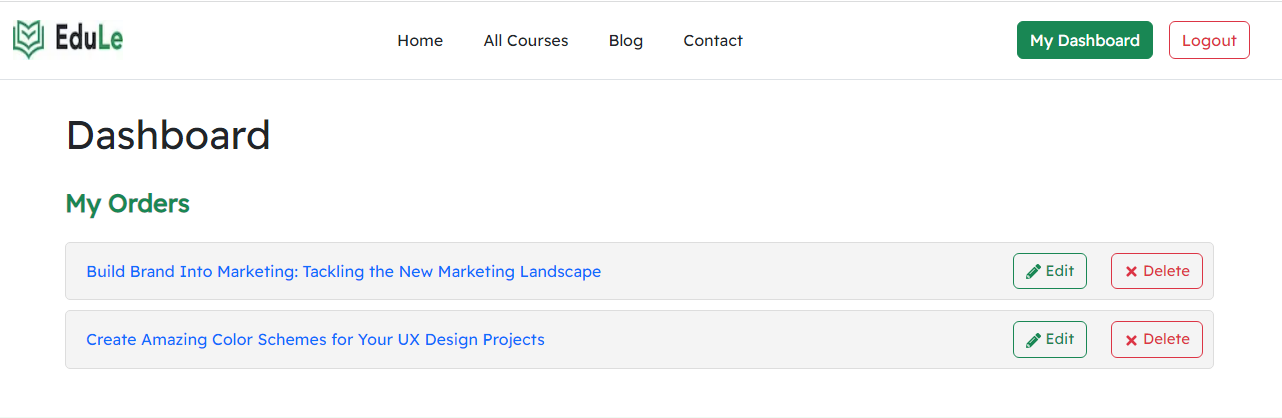 EduLe Home All Courses Blog Contact My Dashboard Logout
Dashboard
My Orders
Build Brand Into Marketing: Tackling the New Marketing Landscape Edit Delete
Create Amazing Color Schemes for Your UX Design Projects Edit Delete